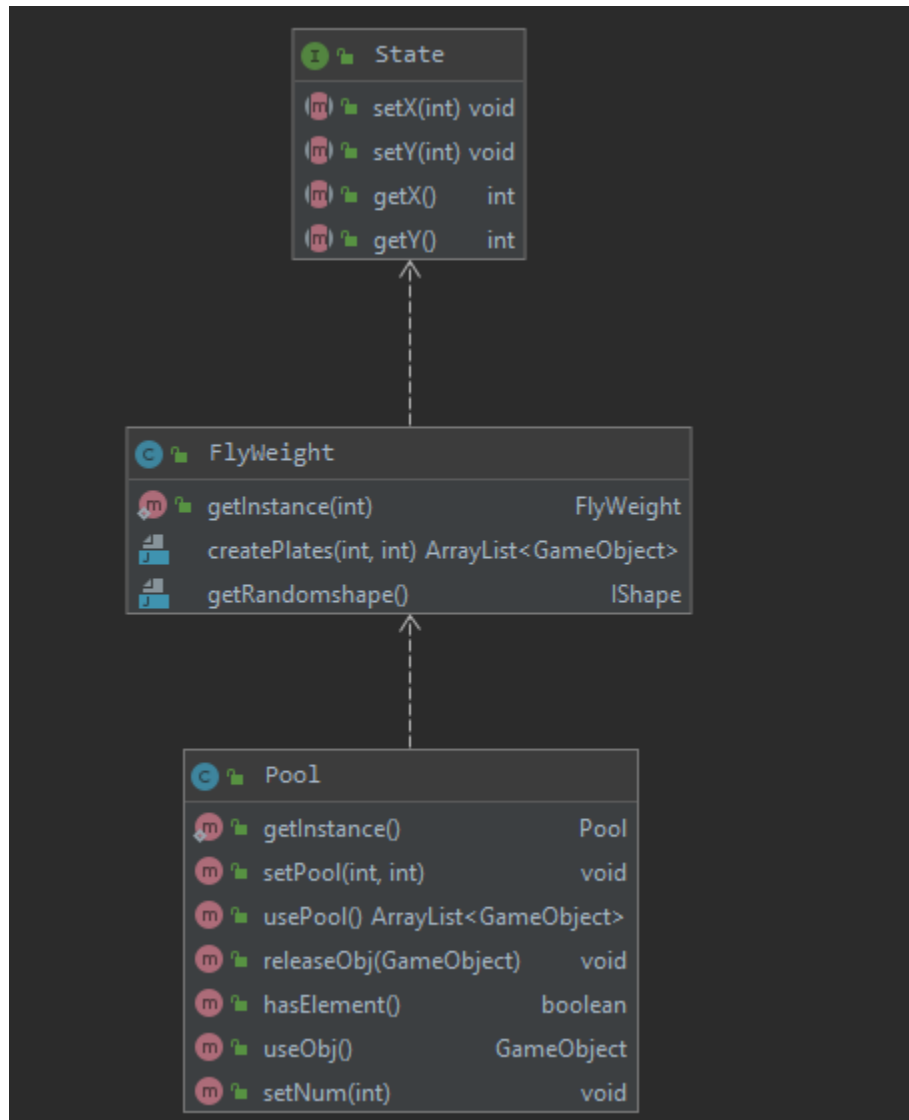 I State
m setX(int) void
m setY(int) void
m getX() int
m getY() int
C FlyWeight
m getInstance(int) FlyWeight
J createPlates(int, int) ArrayList<GameObject>
J getRandomshape() IShape
C Pool
m getInstance() Pool
m setPool(int, int) void
m usePool() ArrayList<GameObject>
m releaseObj(GameObject) void
m hasElement() boolean
m useObj() GameObject
m setNum(int) void